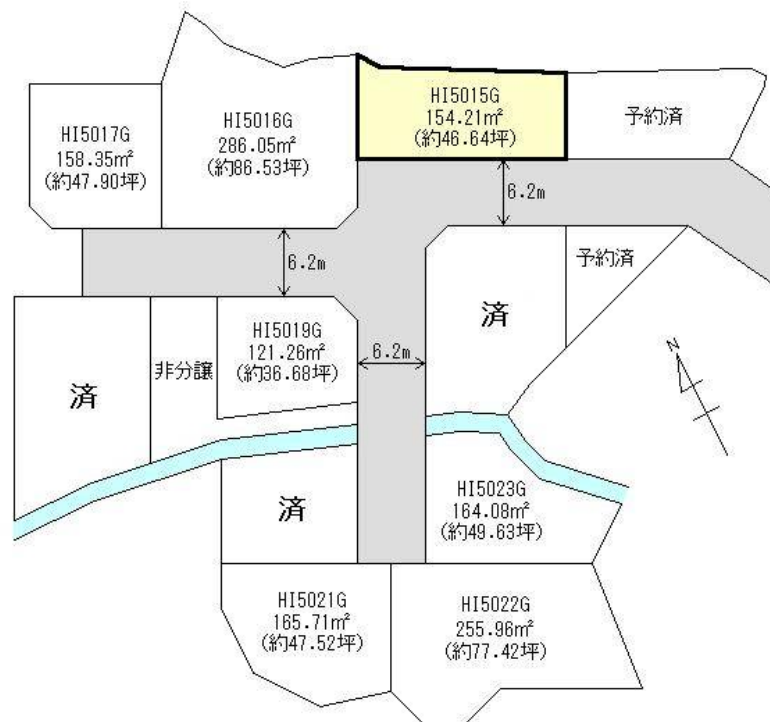 HI5017G
158.35m²
(約47.90坪)
HI5016G
286.05m²
(約86.53坪)
HI5015G
154.21m²
(約46.64坪)
予約済
6.2m
6.2m
予約済
済
HI5019G
121.26m²
(約36.68坪)
6.2m
非分譲
済
N
済
HI5023G
164.08m²
(約49.63坪)
HI5021G
165.71m²
(約47.52坪)
HI5022G
255.96m²
(約77.42坪)